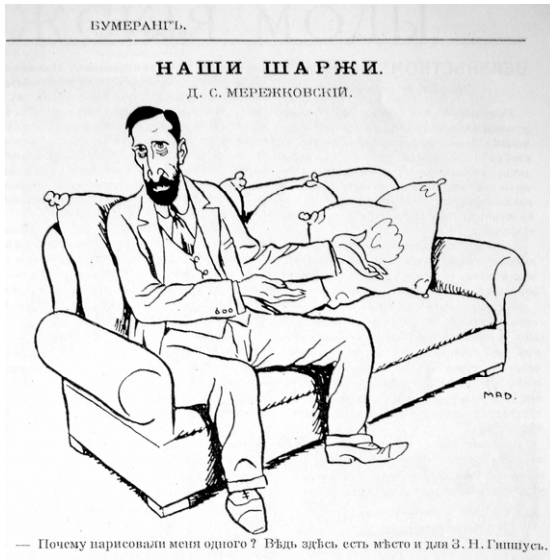 БУМЕРАНГЪ.
НАШИ ШАРЖИ.
Д. С. МЕРЕЖКОВСКІЙ.
MAD.
— Почему нарисовали меня одного? Вѣдь здѣсь есть мѣсто и для З. Н. Гиппіусъ.